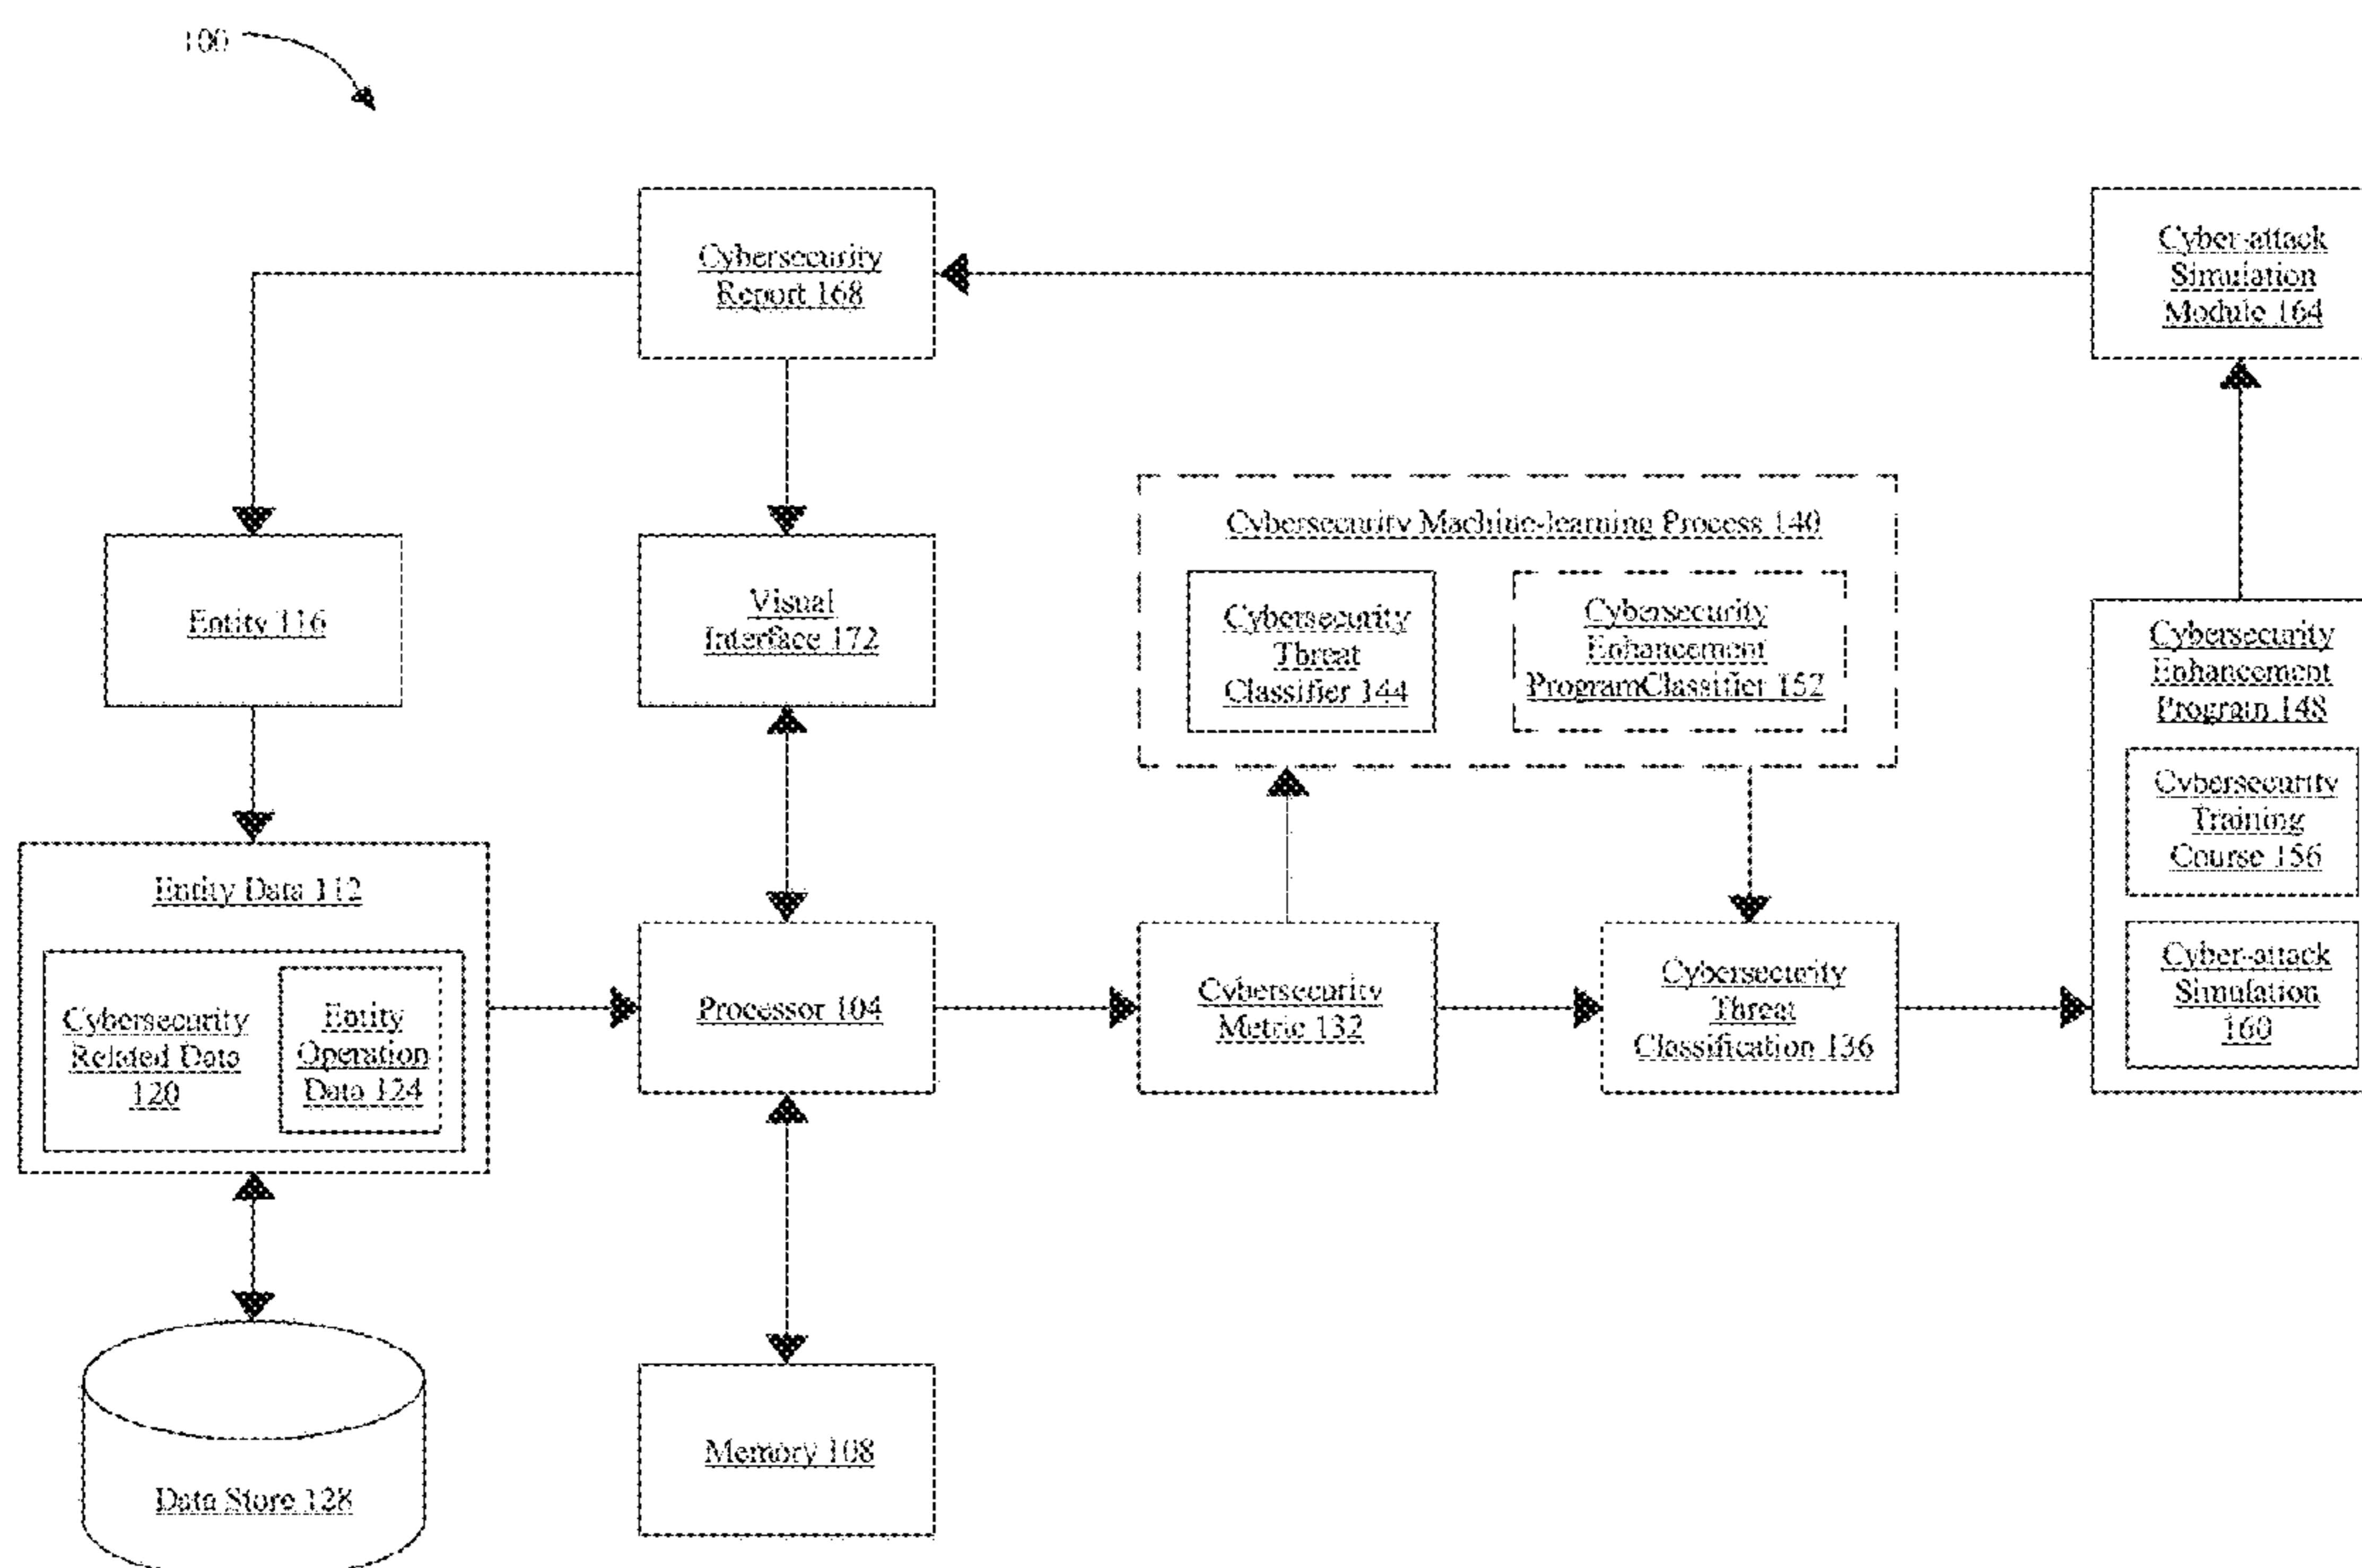 100
Cybersecurity
Report 168
Cyber-attack
Simulation
Module 164
Entity 116
Visual
Interface 172
Cybersecurity Machine-learning Process 140
Cybersecurity
Threat
Classifier 144
Cybersecurity
Enhancement
ProgramClassifier 152
Cybersecurity
Enhancement
Program 148
Cybersecurity
Training
Course 156
Cyber-attack
Simulation
160
Entity Data 112
Cybersecurity
Related Data
120
Entity
Operation
Data 124
Processor 104
Cybersecurity
Metric 132
Cybersecurity
Threat
Classification 136
Data Store 128
Memory 108